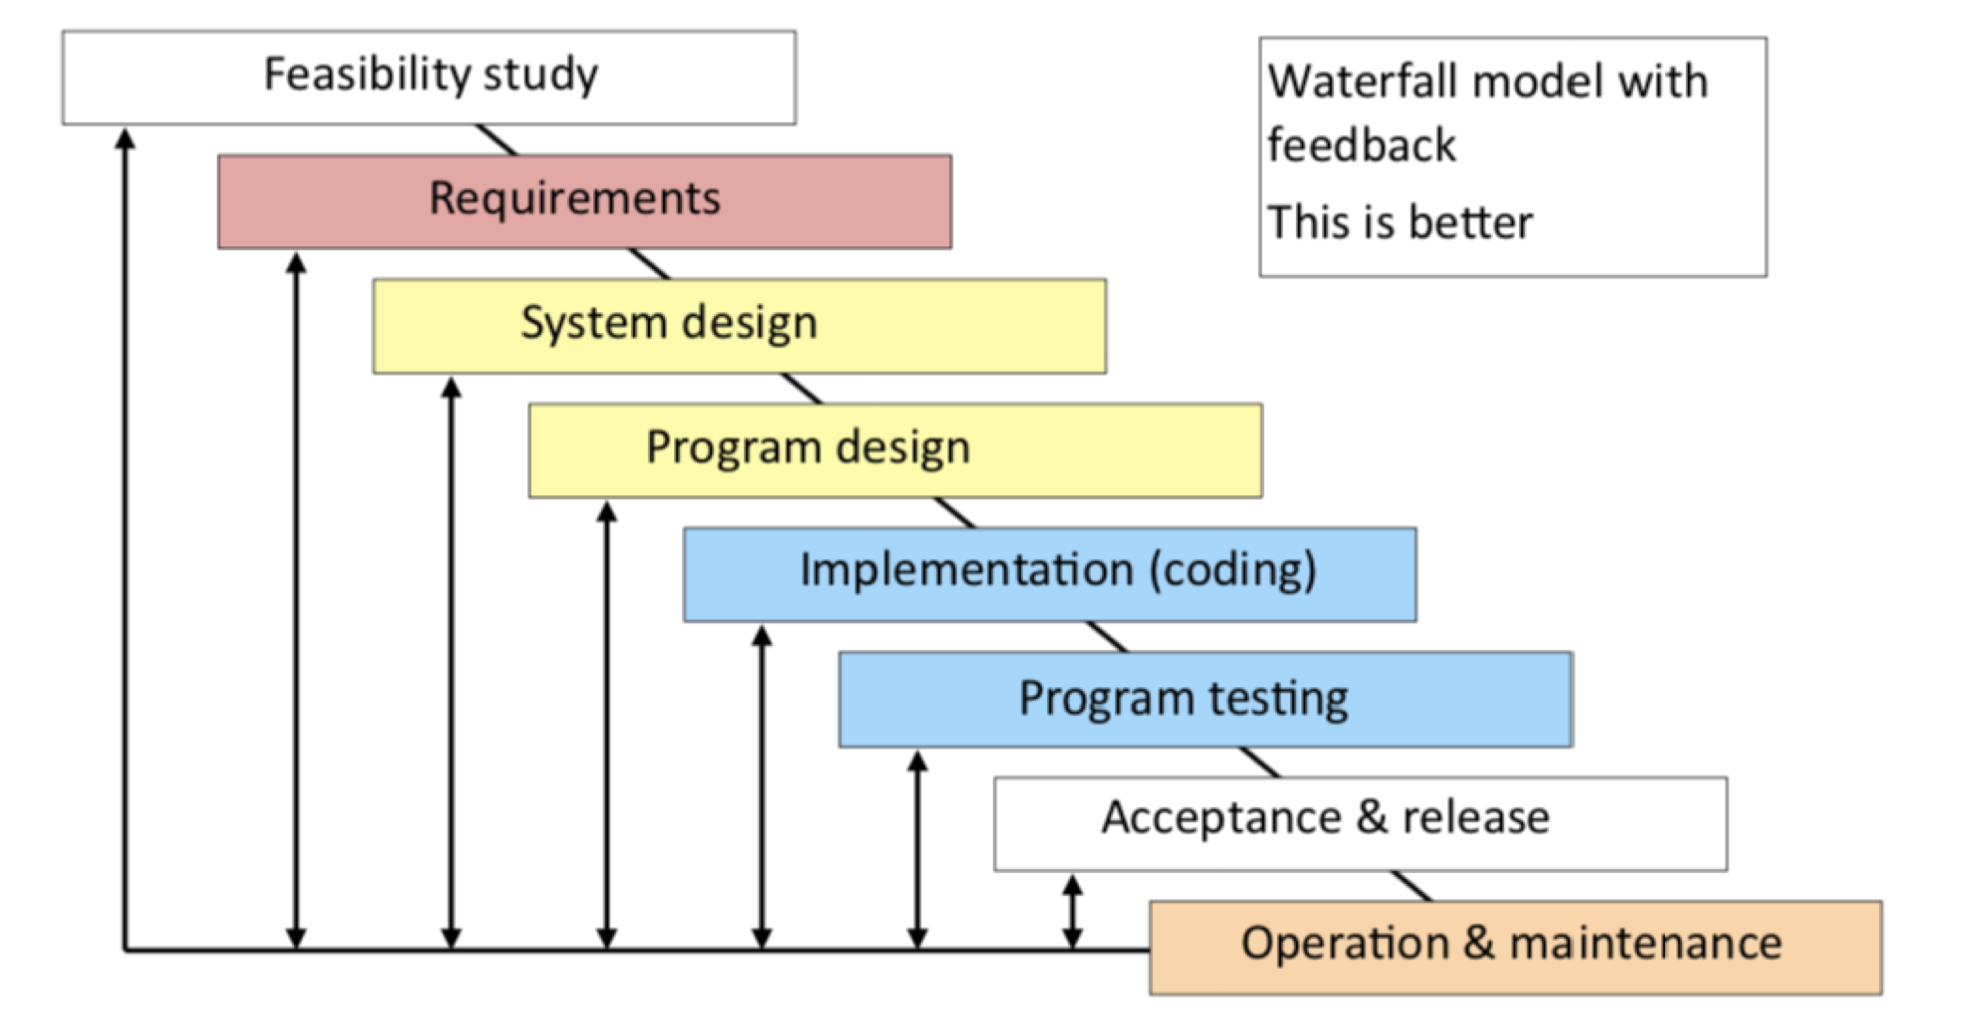 Feasibility study
Waterfall model with
feedback
This is better
Requirements
System design
Program design
Implementation (coding)
Program testing
Acceptance & release
Operation & maintenance